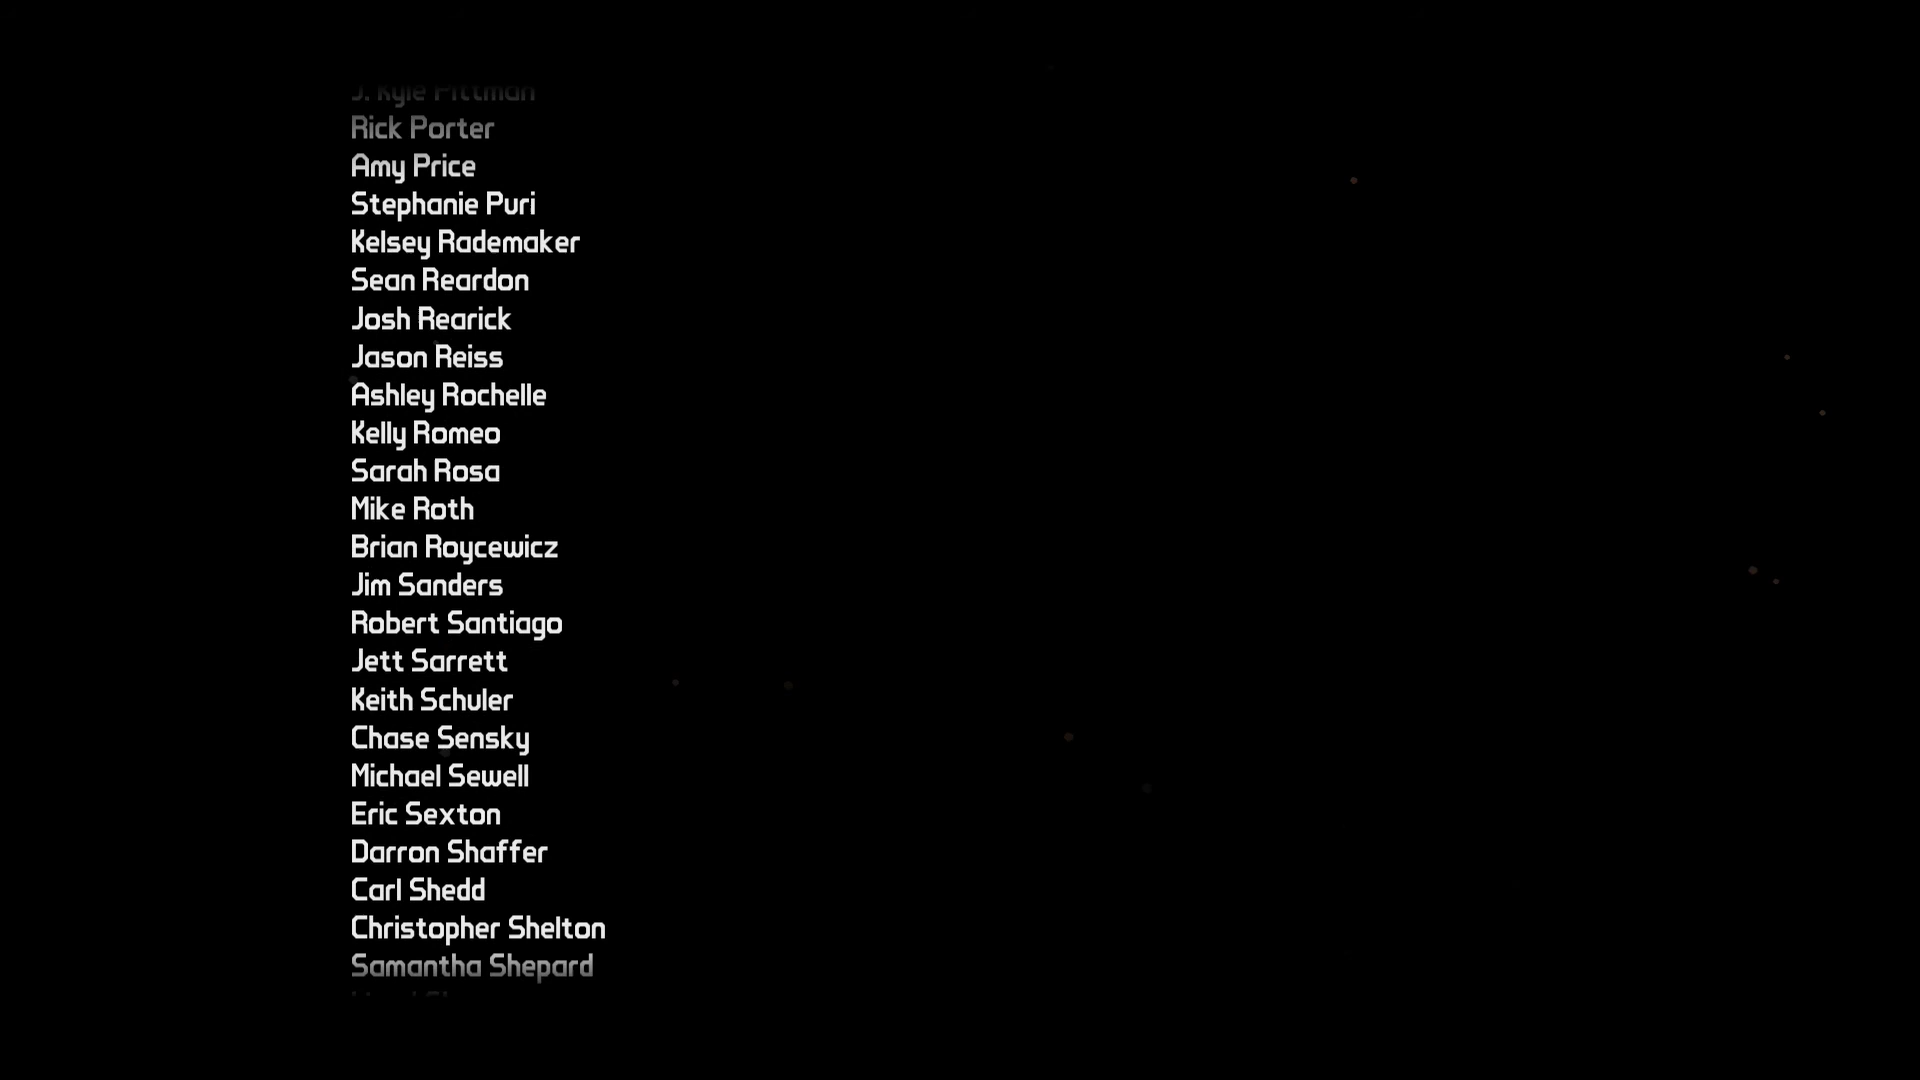 J. Kyle Pittman
Rick Porter
Amy Price
Stephanie Puri
Kelsey Rademaker
Sean Reardon
Josh Rearick
Jason Reiss
Ashley Rochelle
Kelly Romeo
Sarah Rosa
Mike Roth
Brian Roycewicz
Jim Sanders
Robert Santiago
Jett Sarrett
Keith Schuler
Chase Sensky
Michael Sewell
Eric Sexton
Darron Shaffer
Carl Shedd
Christopher Shelton
Samantha Shepard